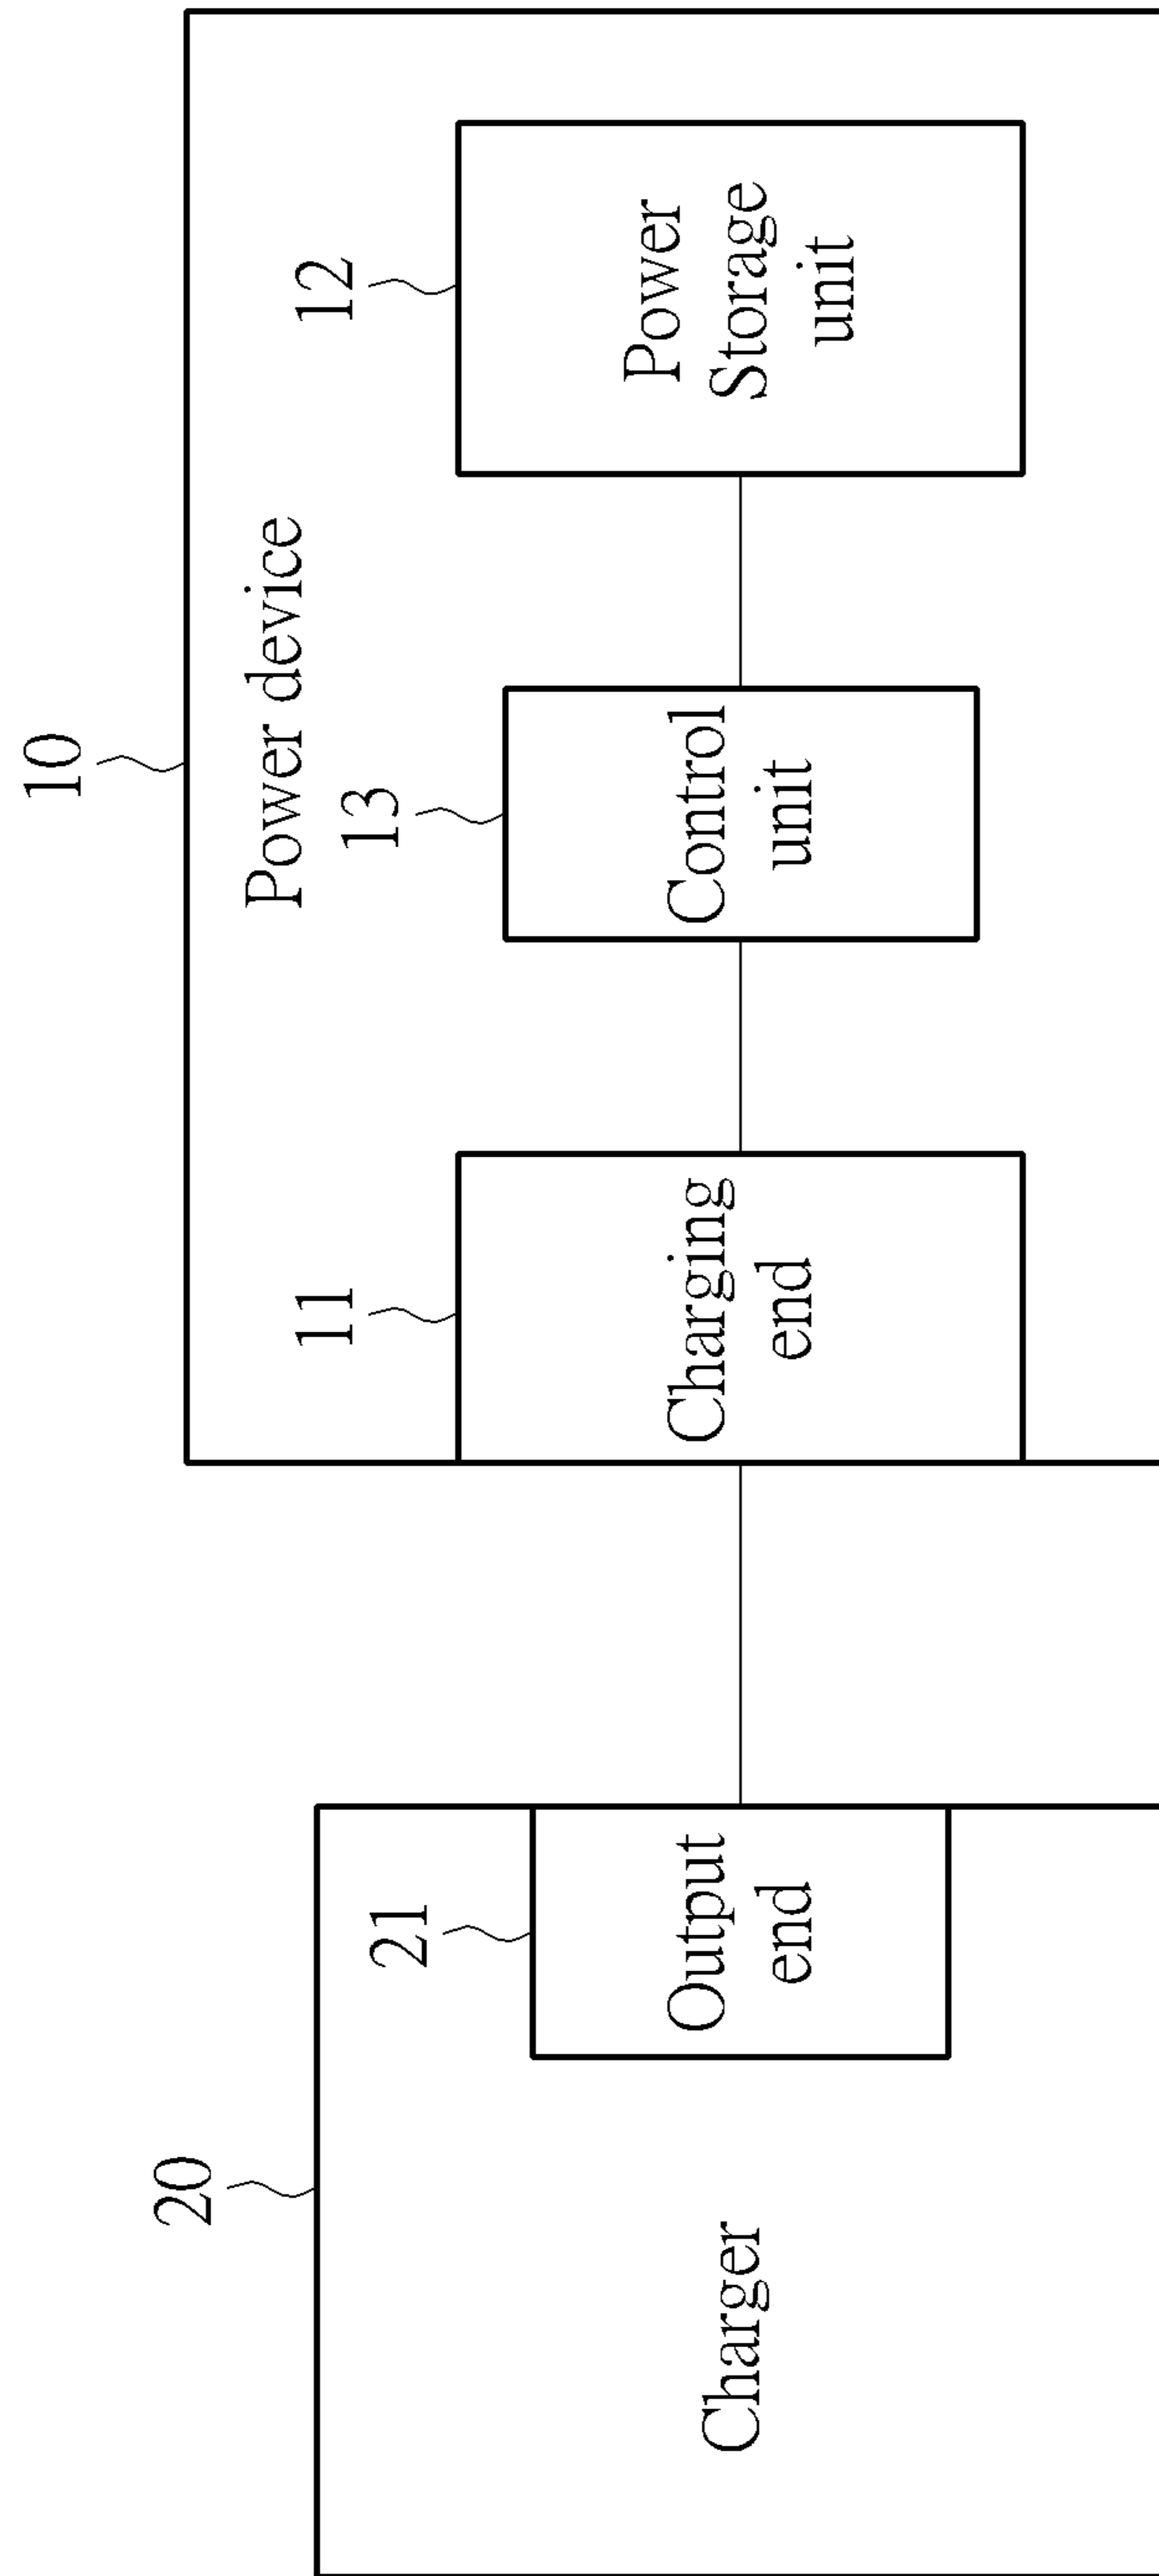 10
Power device
20
21
11
13
12
Charger
Output
end
Charging
end
Control
unit
Power
Storage
unit